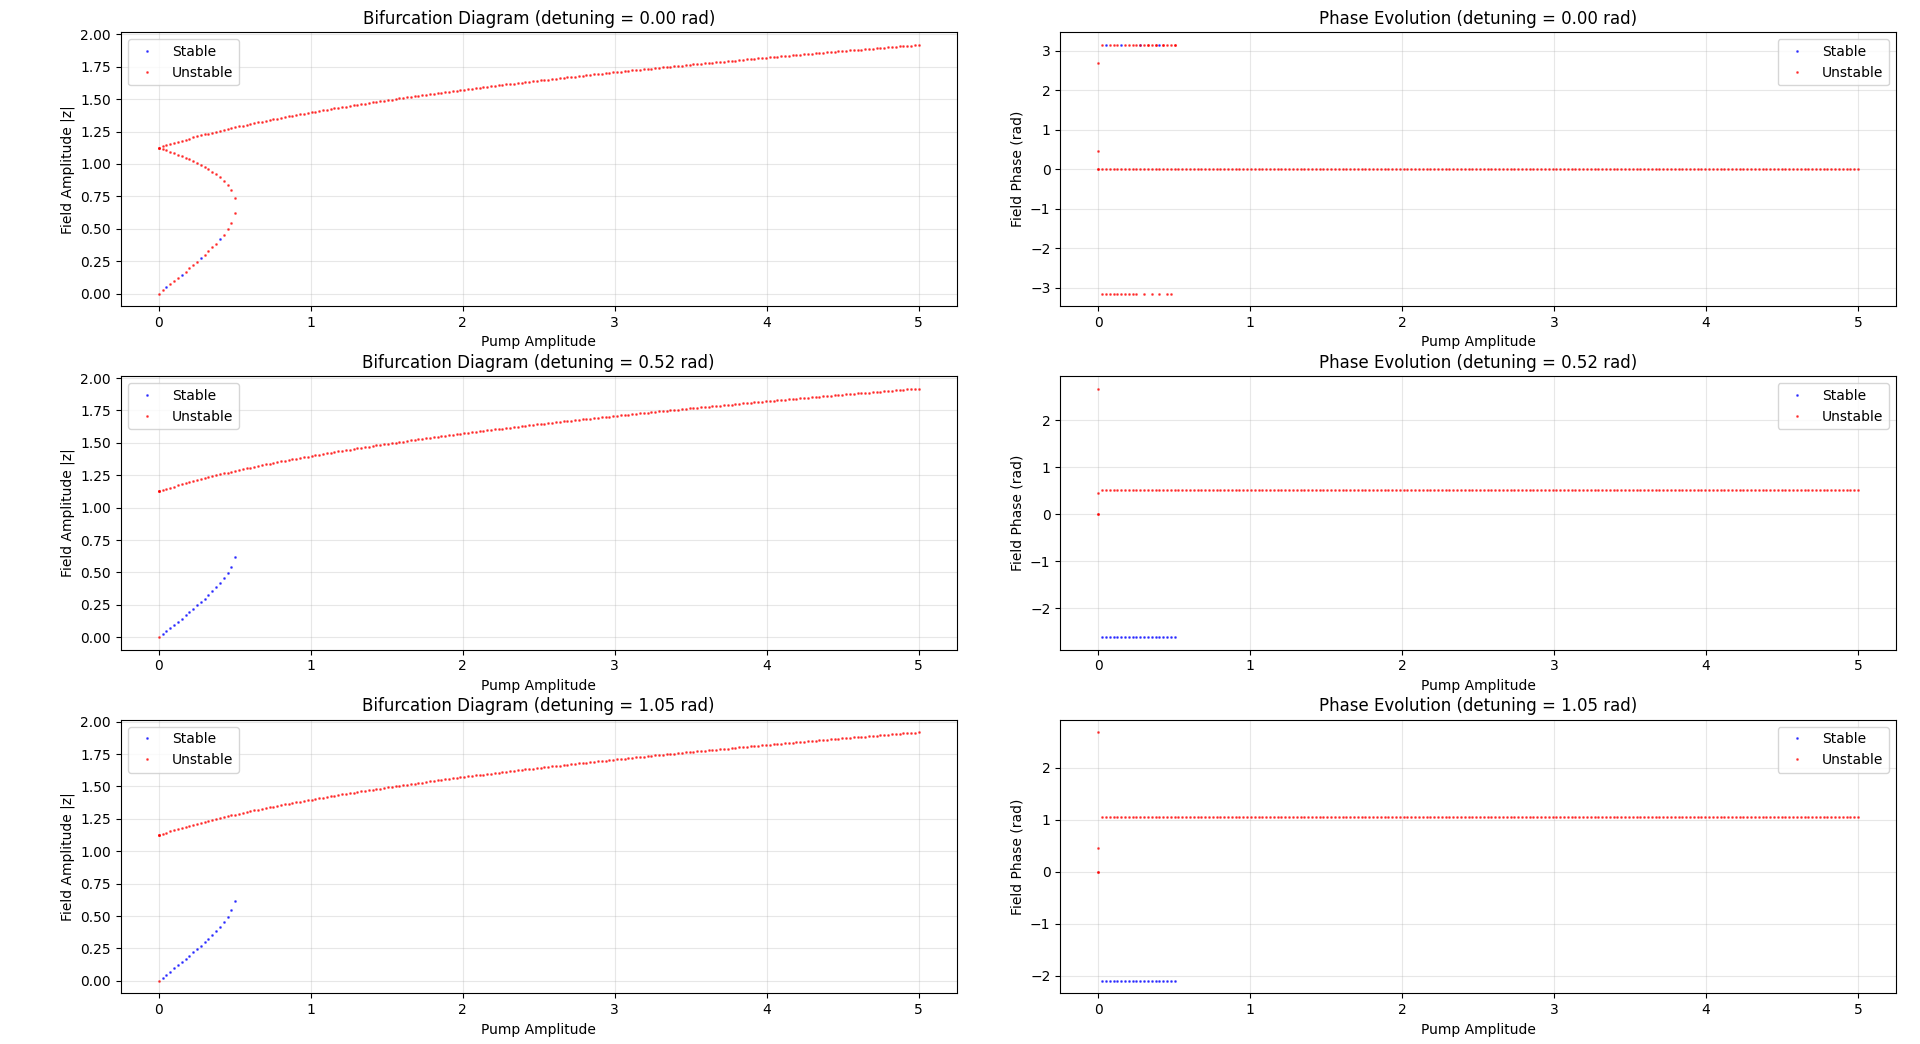 Bifurcation Diagram (detuning = 0.00 rad)
Field Amplitude |z|
2.00
1.75
1.50
1.25
1.00
0.75
0.50
0.25
0.00
Stable
Unstable
0 1 2 3 4 5
Pump Amplitude
Phase Evolution (detuning = 0.00 rad)
Field Phase (rad)
3
2
1
0
−1
−2
−3
Stable
Unstable
0 1 2 3 4 5
Pump Amplitude
Bifurcation Diagram (detuning = 0.52 rad)
Field Amplitude |z|
2.00
1.75
1.50
1.25
1.00
0.75
0.50
0.25
0.00
Stable
Unstable
0 1 2 3 4 5
Pump Amplitude
Phase Evolution (detuning = 0.52 rad)
Field Phase (rad)
2
1
0
−1
−2
Stable
Unstable
0 1 2 3 4 5
Pump Amplitude
Bifurcation Diagram (detuning = 1.05 rad)
Field Amplitude |z|
2.00
1.75
1.50
1.25
1.00
0.75
0.50
0.25
0.00
Stable
Unstable
0 1 2 3 4 5
Pump Amplitude
Phase Evolution (detuning = 1.05 rad)
Field Phase (rad)
2
1
0
−1
−2
Stable
Unstable
0 1 2 3 4 5
Pump Amplitude